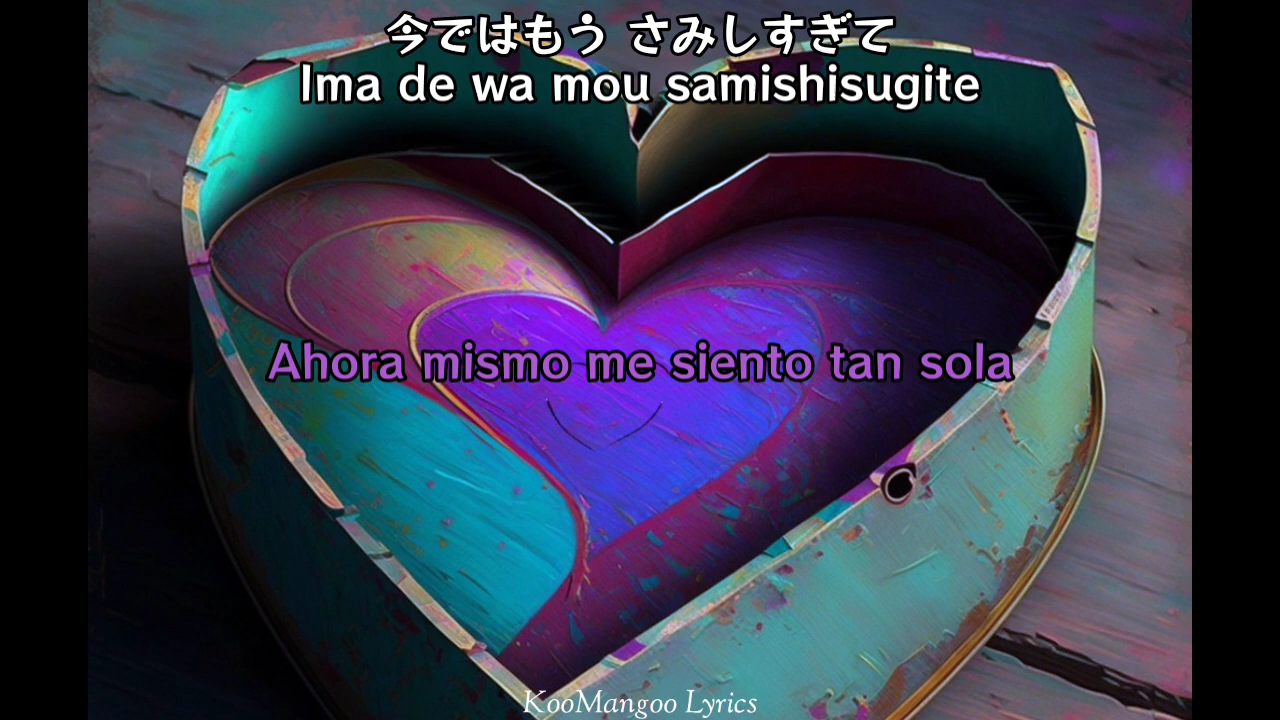 今ではもう さみしすぎて
Ima de wa mou samishisugite
Ahora mismo me siento tan sola
KooMangoo Lyrics